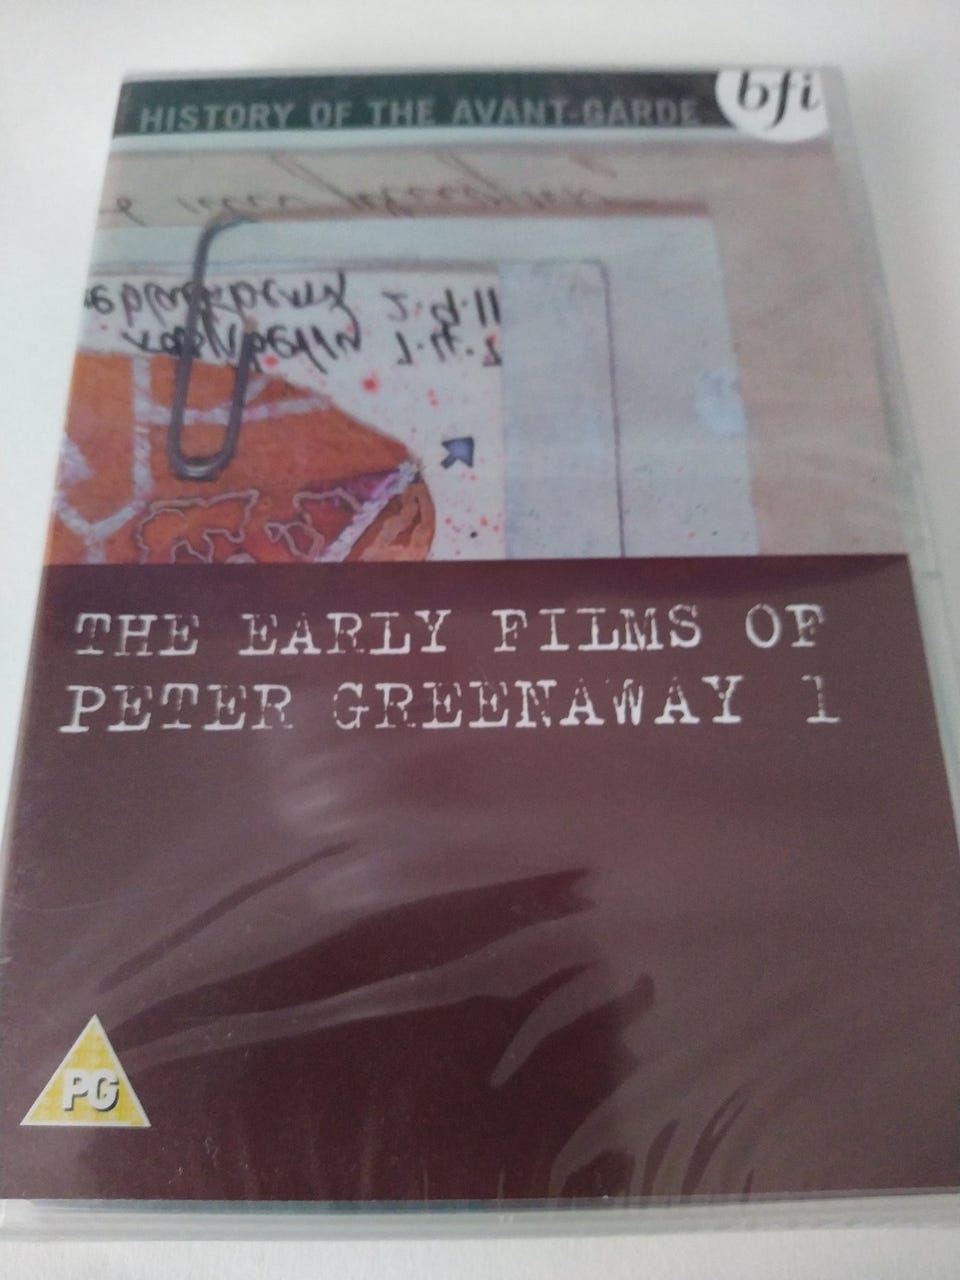 HISTORY OF THE AVANT-GARDE
bfi
THE EARLY FILMS OF
PETER GREENAWAY 1
PG